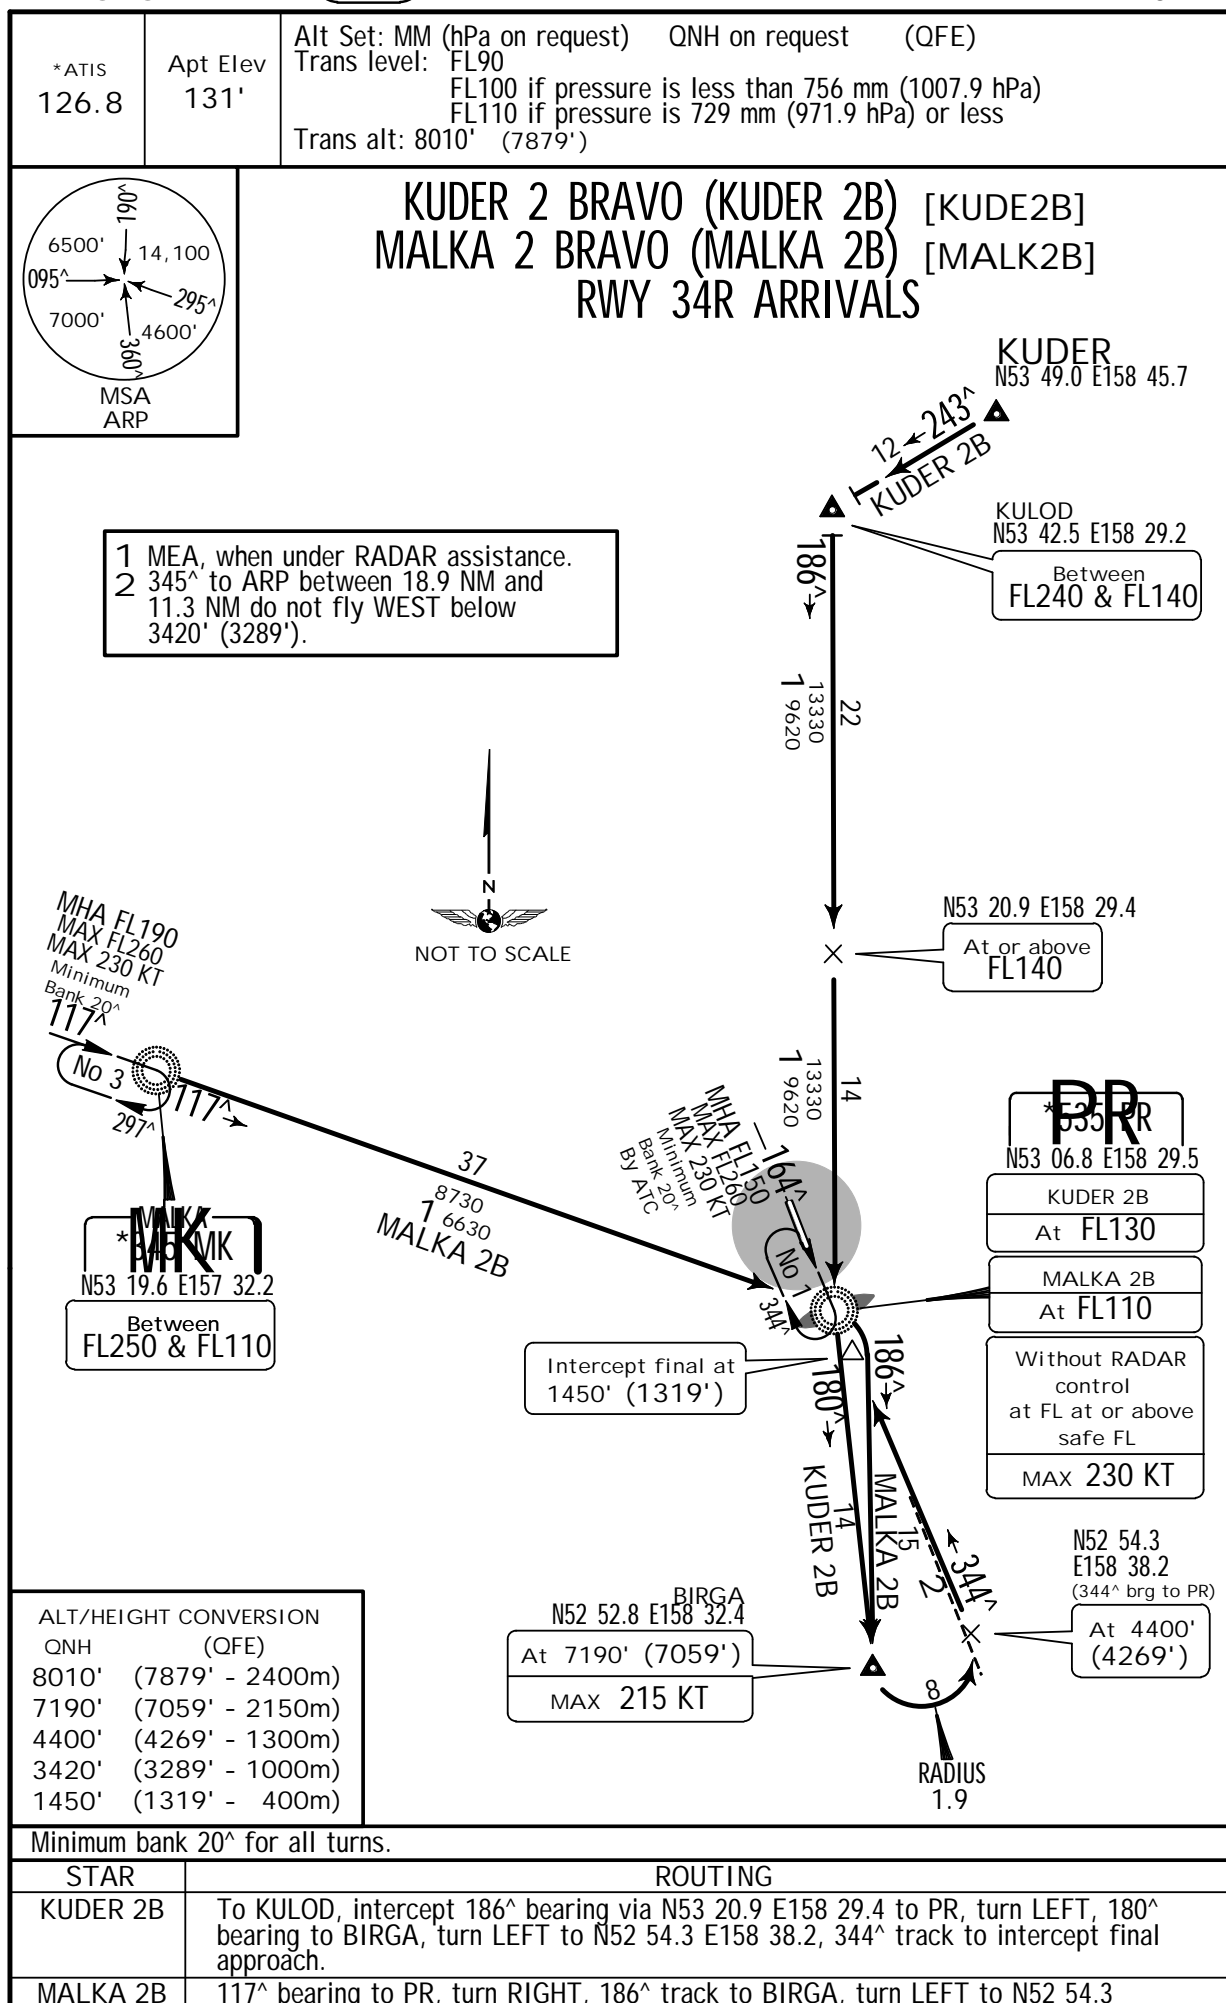 *ATIS
126.8
Apt Elev
131'
Alt Set: MM (hPa on request) QNH on request (QFE)
Trans level: FL90
FL100 if pressure is less than 756 mm (1007.9 hPa)
FL110 if pressure is 729 mm (971.9 hPa) or less
Trans alt: 8010' (7879')
190^
6500'
14,100
095^
295^
7000'
4600'
360^
MSA
ARP
KUDER 2 BRAVO (KUDER 2B) [KUDE2B]
MALKA 2 BRAVO (MALKA 2B) [MALK2B]
RWY 34R ARRIVALS
KUDER
N53 49.0 E158 45.7
243^
12
KUDER 2B
KULOD
N53 42.5 E158 29.2
Between
FL240 & FL140
1 MEA, when under RADAR assistance.
2 345^ to ARP between 18.9 NM and
11.3 NM do not fly WEST below
3420' (3289').
186^
22
13330
1 9620
N
NOT TO SCALE
N53 20.9 E158 29.4
At or above
FL140
MHA FL190
MAX FL260
MAX 230 KT
Minimum
Bank 20^
117^
No 3
297^
117^
37
8730
1 6630
MALKA 2B
MALKA
*345 MK
MK
N53 19.6 E157 32.2
Between
FL250 & FL110
14
13330
1 9620
MHA FL150
MAX FL260
MAX 230 KT
Minimum
Bank 20^
By ATC
164^
No 1
344^
PR
*535 PR
N53 06.8 E158 29.5
KUDER 2B
At FL130
MALKA 2B
At FL110
Without RADAR
control
at FL at or above
safe FL
MAX 230 KT
Intercept final at
1450' (1319')
180^
186^
14
KUDER 2B
15
MALKA 2B
2
344^
N52 54.3
E158 38.2
(344^ brg to PR)
At 4400'
(4269')
BIRGA
N52 52.8 E158 32.4
At 7190' (7059')
MAX 215 KT
8
RADIUS
1.9
ALT/HEIGHT CONVERSION
QNH (QFE)
8010' (7879' - 2400m)
7190' (7059' - 2150m)
4400' (4269' - 1300m)
3420' (3289' - 1000m)
1450' (1319' - 400m)
Minimum bank 20^ for all turns.
STAR ROUTING
KUDER 2B To KULOD, intercept 186^ bearing via N53 20.9 E158 29.4 to PR, turn LEFT, 180^
bearing to BIRGA, turn LEFT to N52 54.3 E158 38.2, 344^ track to intercept final
approach.
MALKA 2B 117^ bearing to PR, turn RIGHT, 186^ track to BIRGA, turn LEFT to N52 54.3